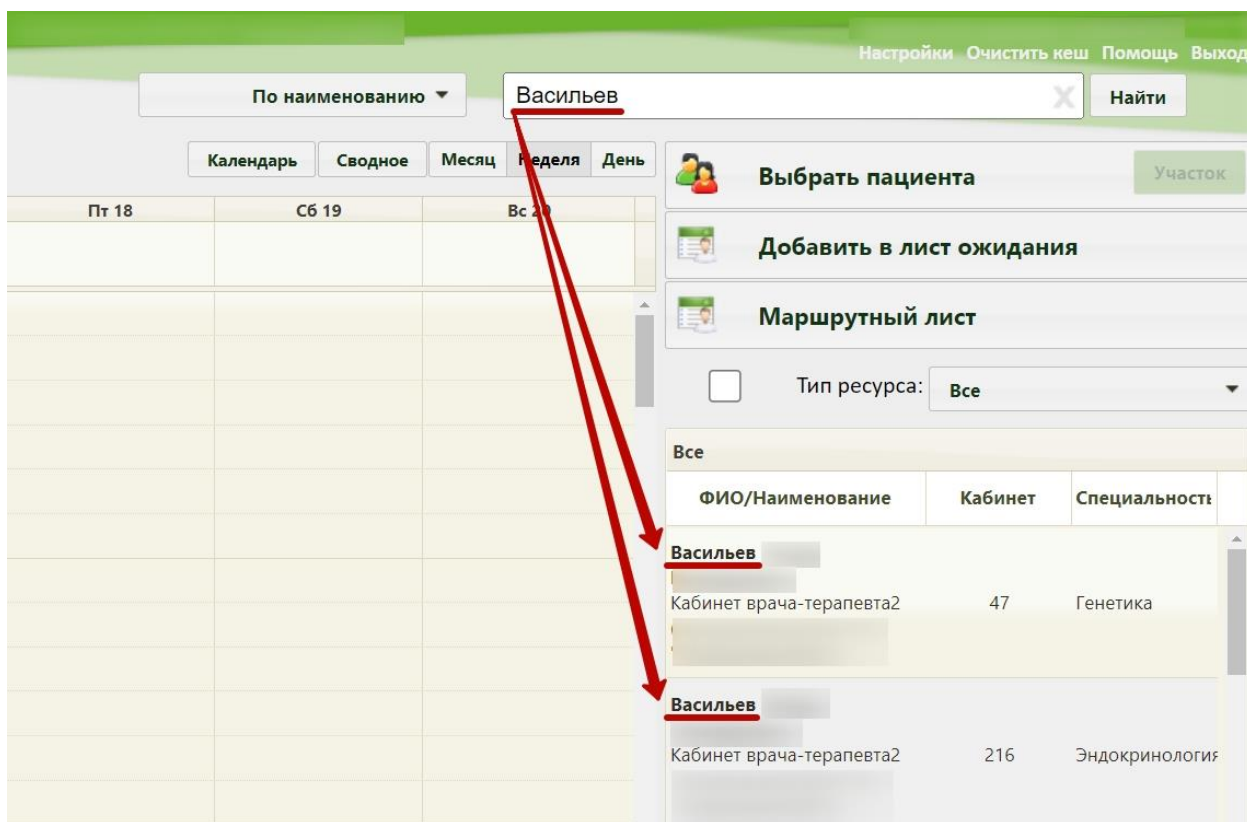 Настройки Очистить кеш Помощь Выход
По наименованию Васильев X Найти
Календарь Сводное Месяц Неделя День
Выбрать пациента Участок
Пт 18 Сб 19 Вс 20
Добавить в лист ожидания
Маршрутный лист
Тип ресурса: Все
Все
ФИО/Наименование Кабинет Специальность
Васильев
Кабинет врача-терапевта2 47 Генетика
Васильев
Кабинет врача-терапевта2 216 Эндокринология